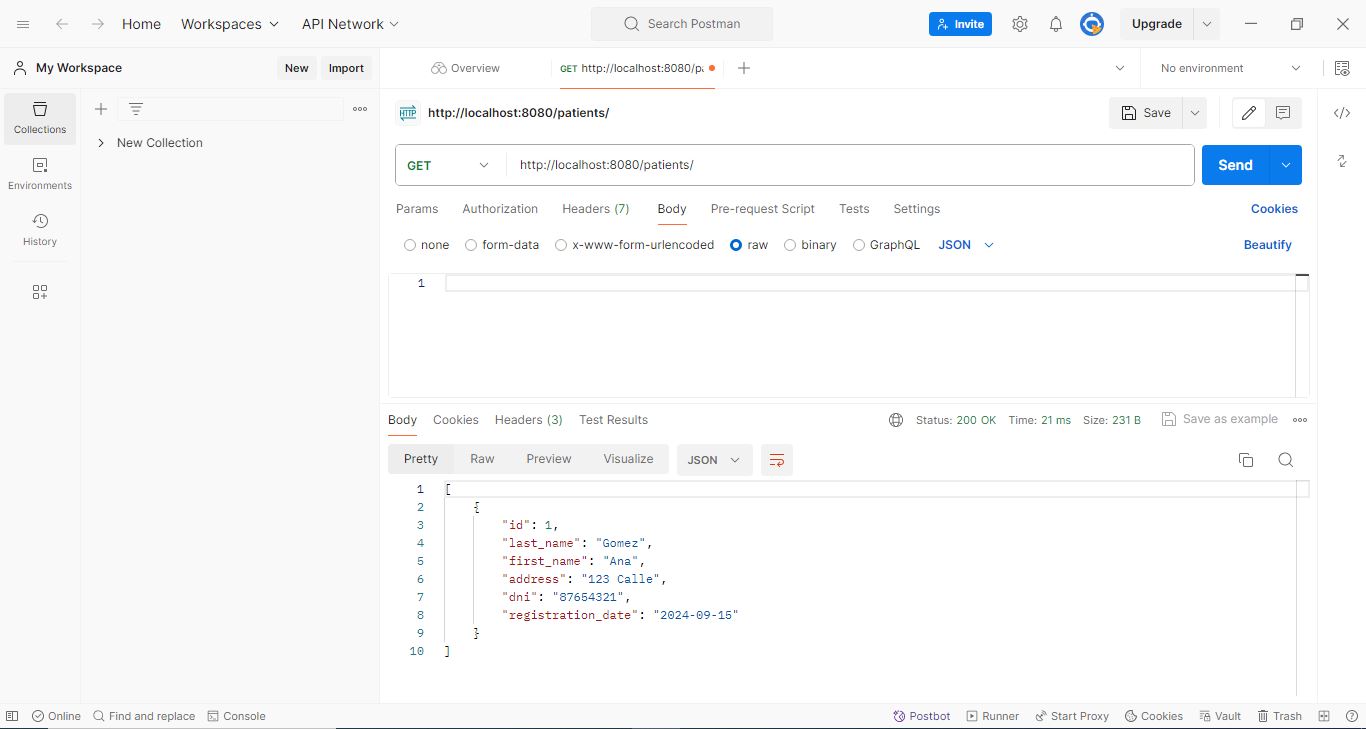 Home Workspaces API Network Search Postman Invite Upgrade
My Workspace New Import Overview GET http://localhost:8080/pa No environment
Collections
Environments
History
New Collection
HTTP http://localhost:8080/patients/ Save
GET http://localhost:8080/patients/ Send
Params Authorization Headers (7) Body Pre-request Script Tests Settings Cookies
none form-data x-www-form-urlencoded raw binary GraphQL JSON Beautify
1
Body Cookies Headers (3) Test Results Status: 200 OK Time: 21 ms Size: 231 B Save as example
Pretty Raw Preview Visualize JSON
1 [
2 {
3 "id": 1,
4 "last_name": "Gomez",
5 "first_name": "Ana",
6 "address": "123 Calle",
7 "dni": "87654321",
8 "registration_date": "2024-09-15"
9 }
10 ]
Online Find and replace Console Postbot Runner Start Proxy Cookies Vault Trash